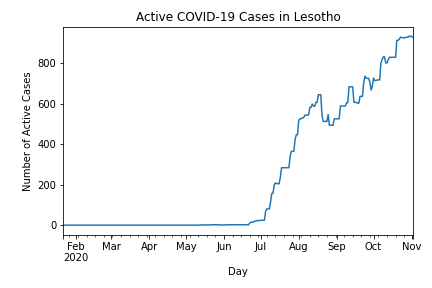 Active COVID-19 Cases in Lesotho
Number of Active Cases
800
600
400
200
0
Feb Mar Apr May Jun Jul Aug Sep Oct Nov
2020
Day